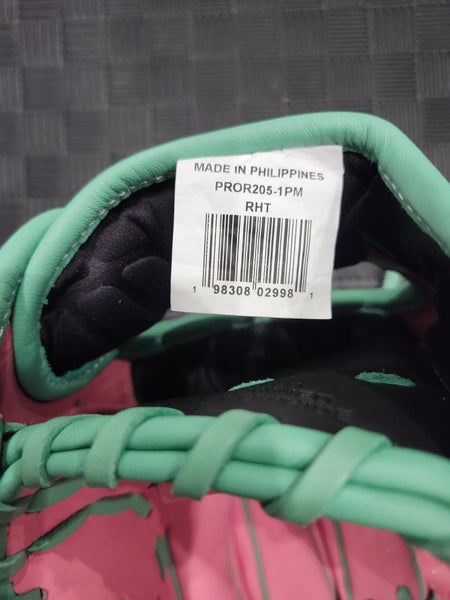 MADE IN PHILIPPINES
PROR205-1PM
RHT
1 98308 02998 1